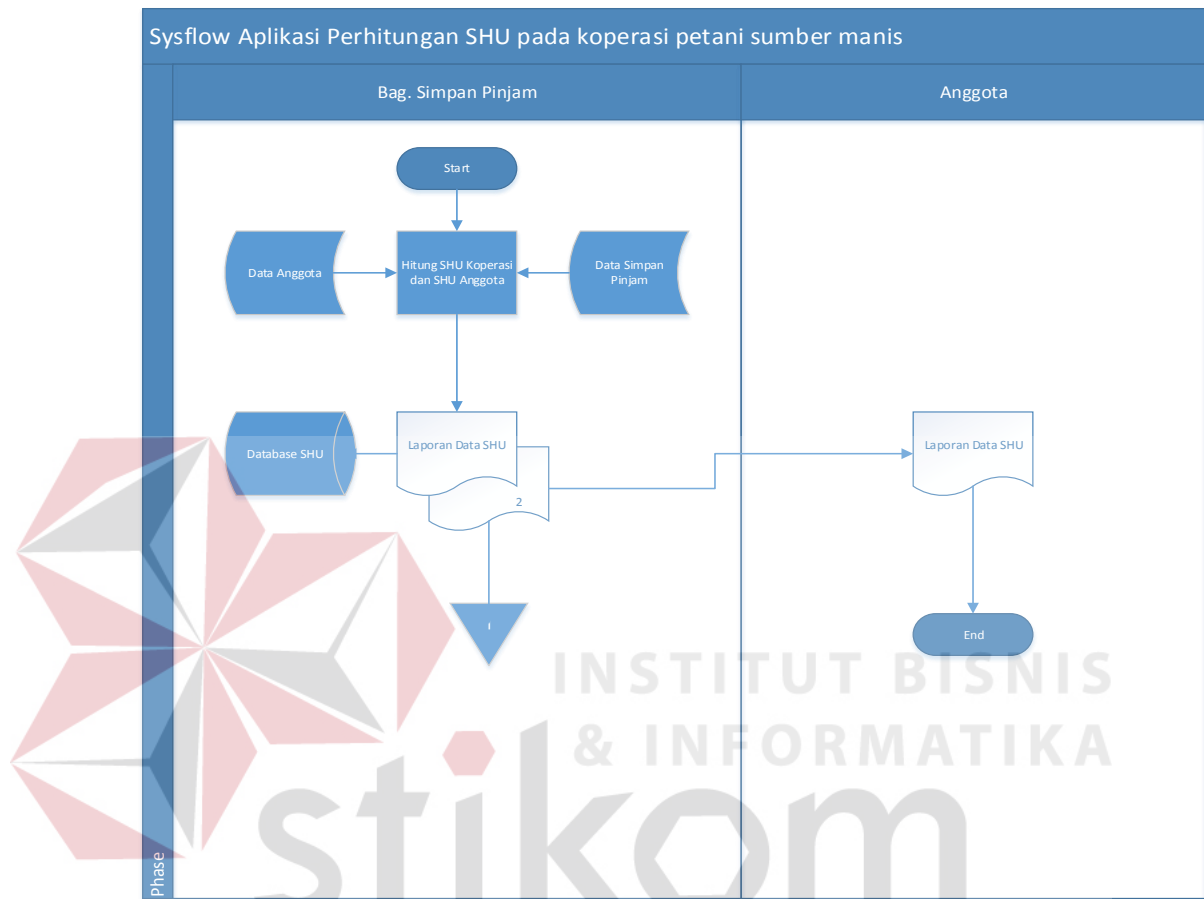 Sysflow Aplikasi Perhitungan SHU pada koperasi petani sumber manis
Bag. Simpan Pinjam
Anggota
Start
Data Anggota
Hitung SHU Koperasi
dan SHU Anggota
Data Simpan
Pinjam
Database SHU
Laporan Data SHU
2
Laporan Data SHU
End
INSTITUT BISNIS
& INFORMATIKA
stikom
Phase